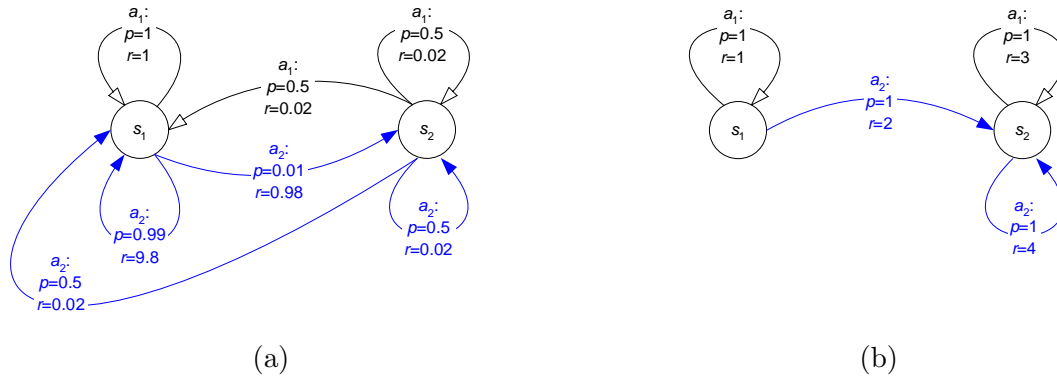 a1:
p=1
r=1
a1:
p=0.5
r=0.02
a1:
p=0.5
r=0.02
s1
s2
a2:
p=0.01
r=0.98
a2:
p=0.99
r=9.8
a2:
p=0.5
r=0.02
a2:
p=0.5
r=0.02
(a)
a1:
p=1
r=1
a1:
p=1
r=3
a2:
p=1
r=2
s1
s2
a2:
p=1
r=4
(b)